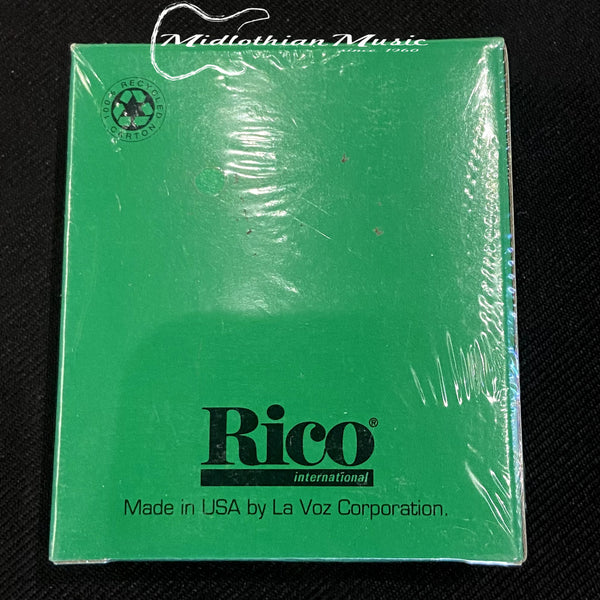 Midlothian Music
since 1960
100% RECYCLED
CARTON
Rico®
international
Made in USA by La Voz Corporation.